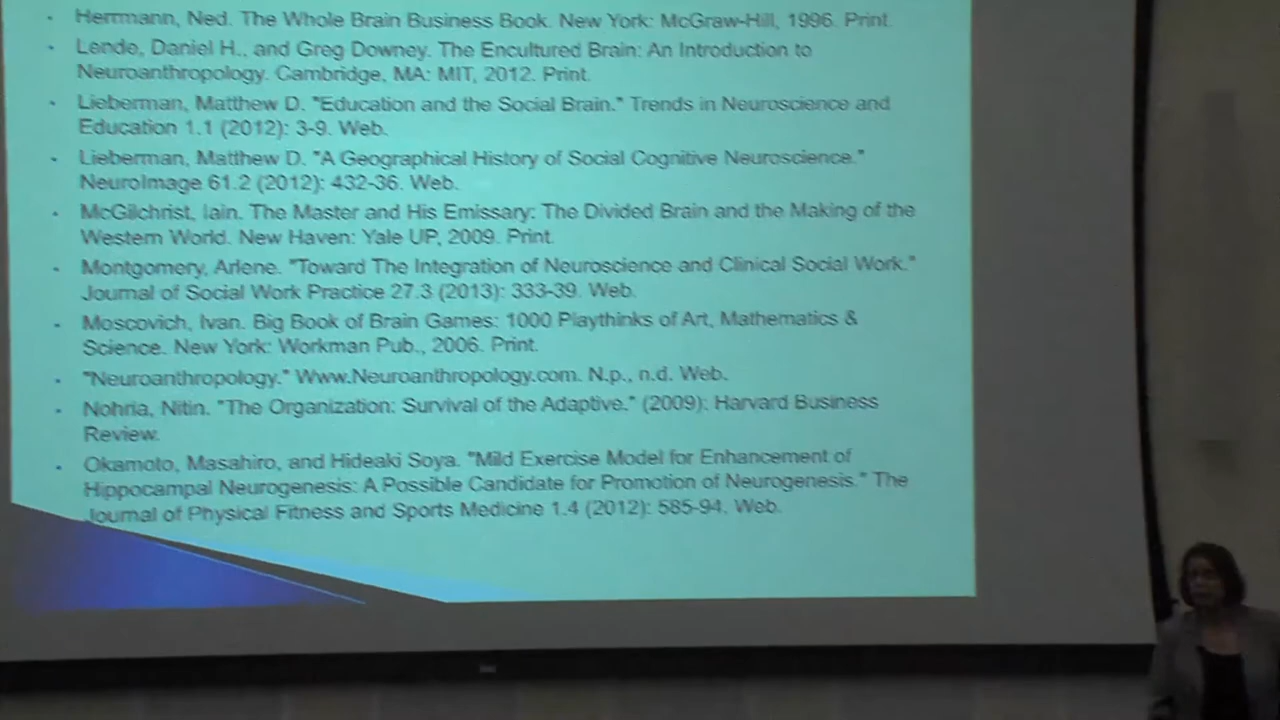 Herrmann, Ned. The Whole Brain Business Book. New York: McGraw-Hill, 1996. Print.
Lende, Daniel H., and Greg Downey. The Encultured Brain: An Introduction to
Neuroanthropology. Cambridge, MA: MIT, 2012. Print.
Lieberman, Matthew D. "Education and the Social Brain." Trends in Neuroscience and
Education 1.1 (2012): 3-9. Web.
Lieberman, Matthew D. "A Geographical History of Social Cognitive Neuroscience."
NeuroImage 61.2 (2012): 432-36. Web.
McGilchrist, Iain. The Master and His Emissary: The Divided Brain and the Making of the
Western World. New Haven: Yale UP, 2009. Print.
Montgomery, Arlene. "Toward The Integration of Neuroscience and Clinical Social Work."
Journal of Social Work Practice 27.3 (2013): 333-39. Web.
Moscovich, Ivan. Big Book of Brain Games: 1000 Playthinks of Art, Mathematics &
Science. New York: Workman Pub., 2006. Print.
"Neuroanthropology." Www.Neuroanthropology.com. N.p., n.d. Web.
Nohria, Nitin. "The Organization: Survival of the Adaptive." (2009): Harvard Business
Review.
Okamoto, Masahiro, and Hideaki Soya. "Mild Exercise Model for Enhancement of
Hippocampal Neurogenesis: A Possible Candidate for Promotion of Neurogenesis." The
Journal of Physical Fitness and Sports Medicine 1.4 (2012): 585-94. Web.